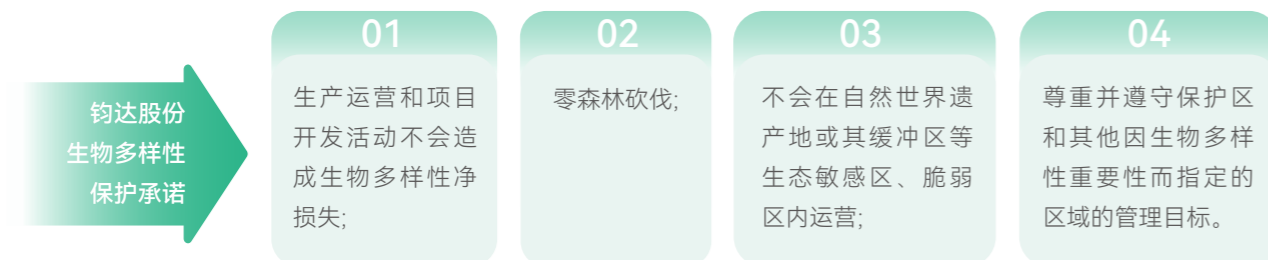 钧达股份
生物多样性
保护承诺
01
生产运营和项目
开发活动不会造
成生物多样性净
损失;
02
零森林砍伐;
03
不会在自然世界遗
产地或其缓冲区等
生态敏感区、脆弱
区内运营;
04
尊重并遵守保护区
和其他因生物多样
性重要性而指定的
区域的管理目标。